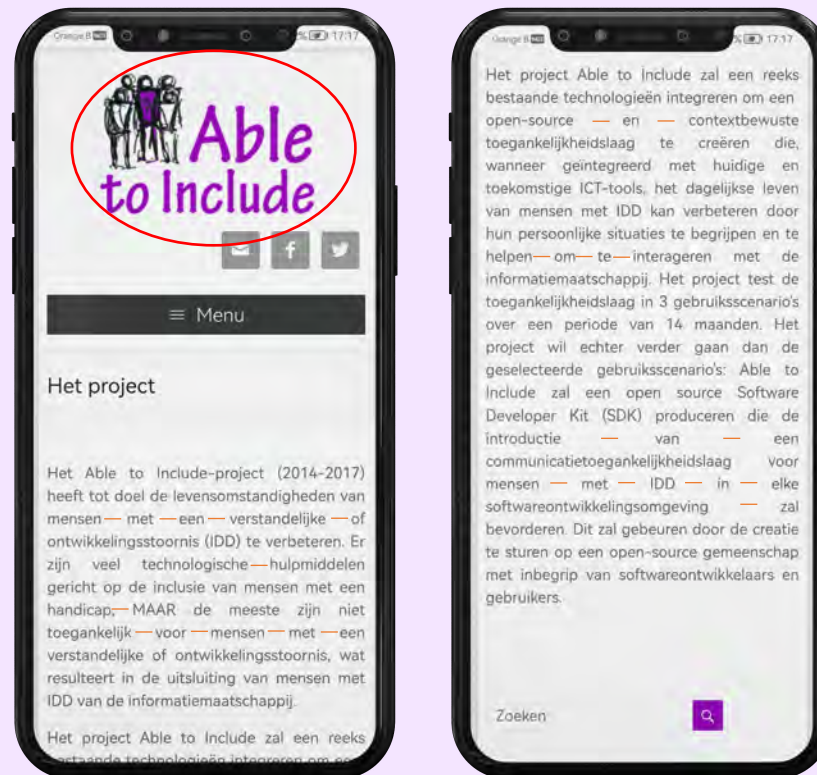 Orange B 17:17
Able
to Include
Menu
Het project
Het Able to Include-project (2014-2017)
heeft tot doel de levensomstandigheden van
mensen — met — een — verstandelijke — of
ontwikkelingsstoornis (IDD) te verbeteren. Er
zijn veel technologische — hulpmiddelen
gericht op de inclusie van mensen met een
handicap, — MAAR de meeste zijn niet
toegankelijk — voor — mensen — met — een
verstandelijke of ontwikkelingsstoornis, wat
resulteert in de uitsluiting van mensen met
IDD van de informatiemaatschappij.
Het project Able to Include zal een reeks
bestaande technologieën integreren om een
Orange B 17:17
Het project Able to Include zal een reeks
bestaande technologieën integreren om een
open-source — en — contextbewuste
toegankelijkheidslaag te creëren die,
wanneer geïntegreerd met huidige en
toekomstige ICT-tools, het dagelijkse leven
van mensen met IDD kan verbeteren door
hun persoonlijke situaties te begrijpen en te
helpen — om — te — interageren met de
informatiemaatschappij. Het project test de
toegankelijkheidslaag in 3 gebruiksscenario's
over een periode van 14 maanden. Het
project wil echter verder gaan dan de
geselecteerde gebruiksscenario's: Able to
Include zal een open source Software
Developer Kit (SDK) produceren die de
introductie — van — een
communicatietoegankelijkheidslaag voor
mensen — met — IDD — in — elke
softwareontwikkelingsomgeving — zal
bevorderen. Dit zal gebeuren door de creatie
te sturen op een open-source gemeenschap
met inbegrip van softwareontwikkelaars en
gebruikers.
Zoeken